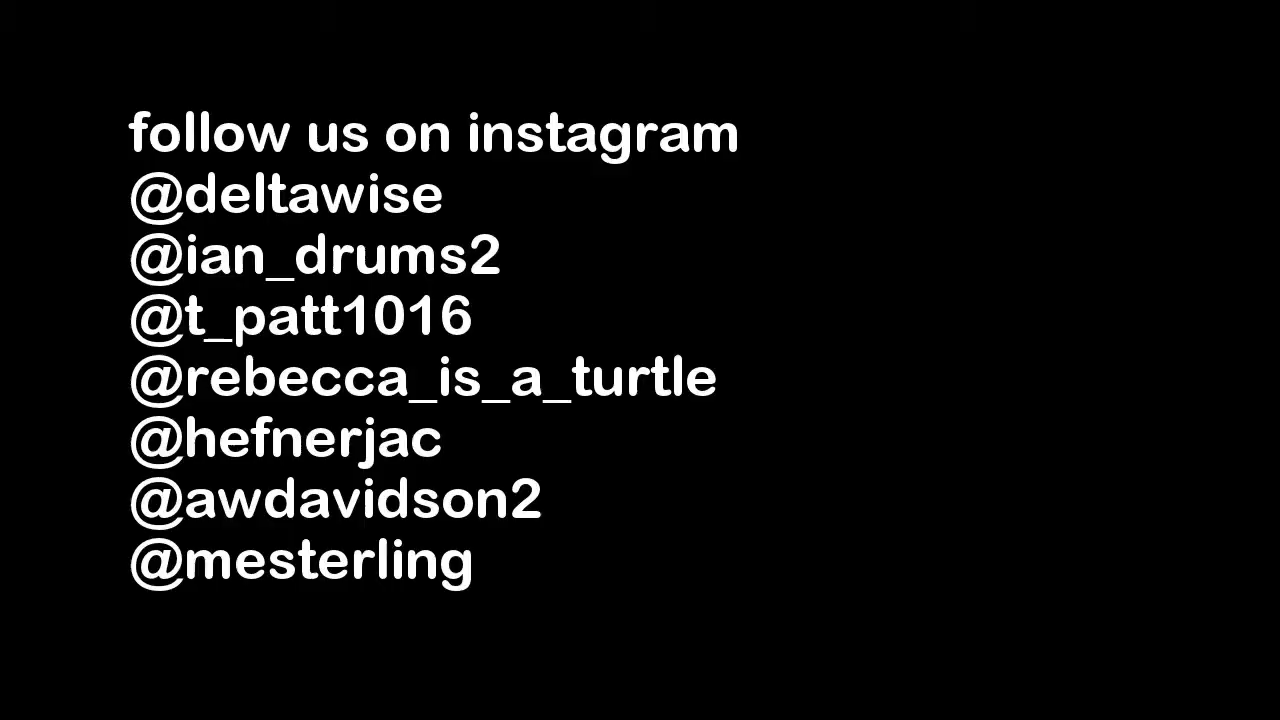 follow us on instagram
@deltawise
@ian_drums2
@t_patt1016
@rebecca_is_a_turtle
@hefnerjac
@awdavidson2
@mesterling